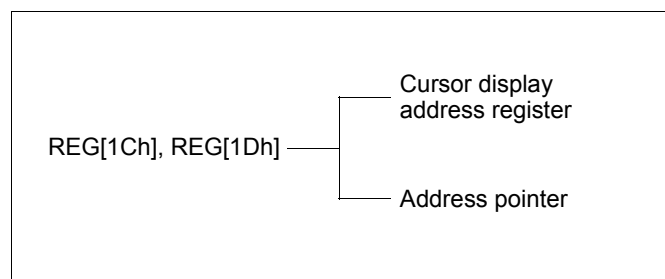 Cursor display
address register
REG[1Ch], REG[1Dh]
Address pointer